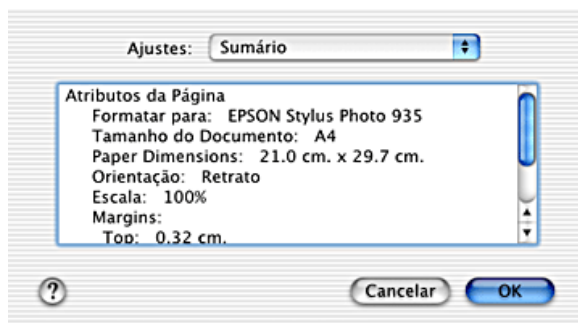 Ajustes: Sumário
Atributos da Página
Formatar para: EPSON Stylus Photo 935
Tamanho do Documento: A4
Paper Dimensions: 21.0 cm. x 29.7 cm.
Orientação: Retrato
Escala: 100%
Margins:
Top: 0.32 cm.
? Cancelar OK